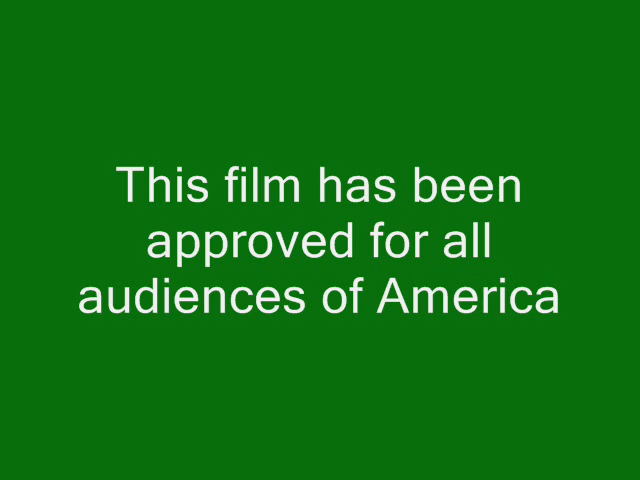 This film has been
approved for all
audiences of America